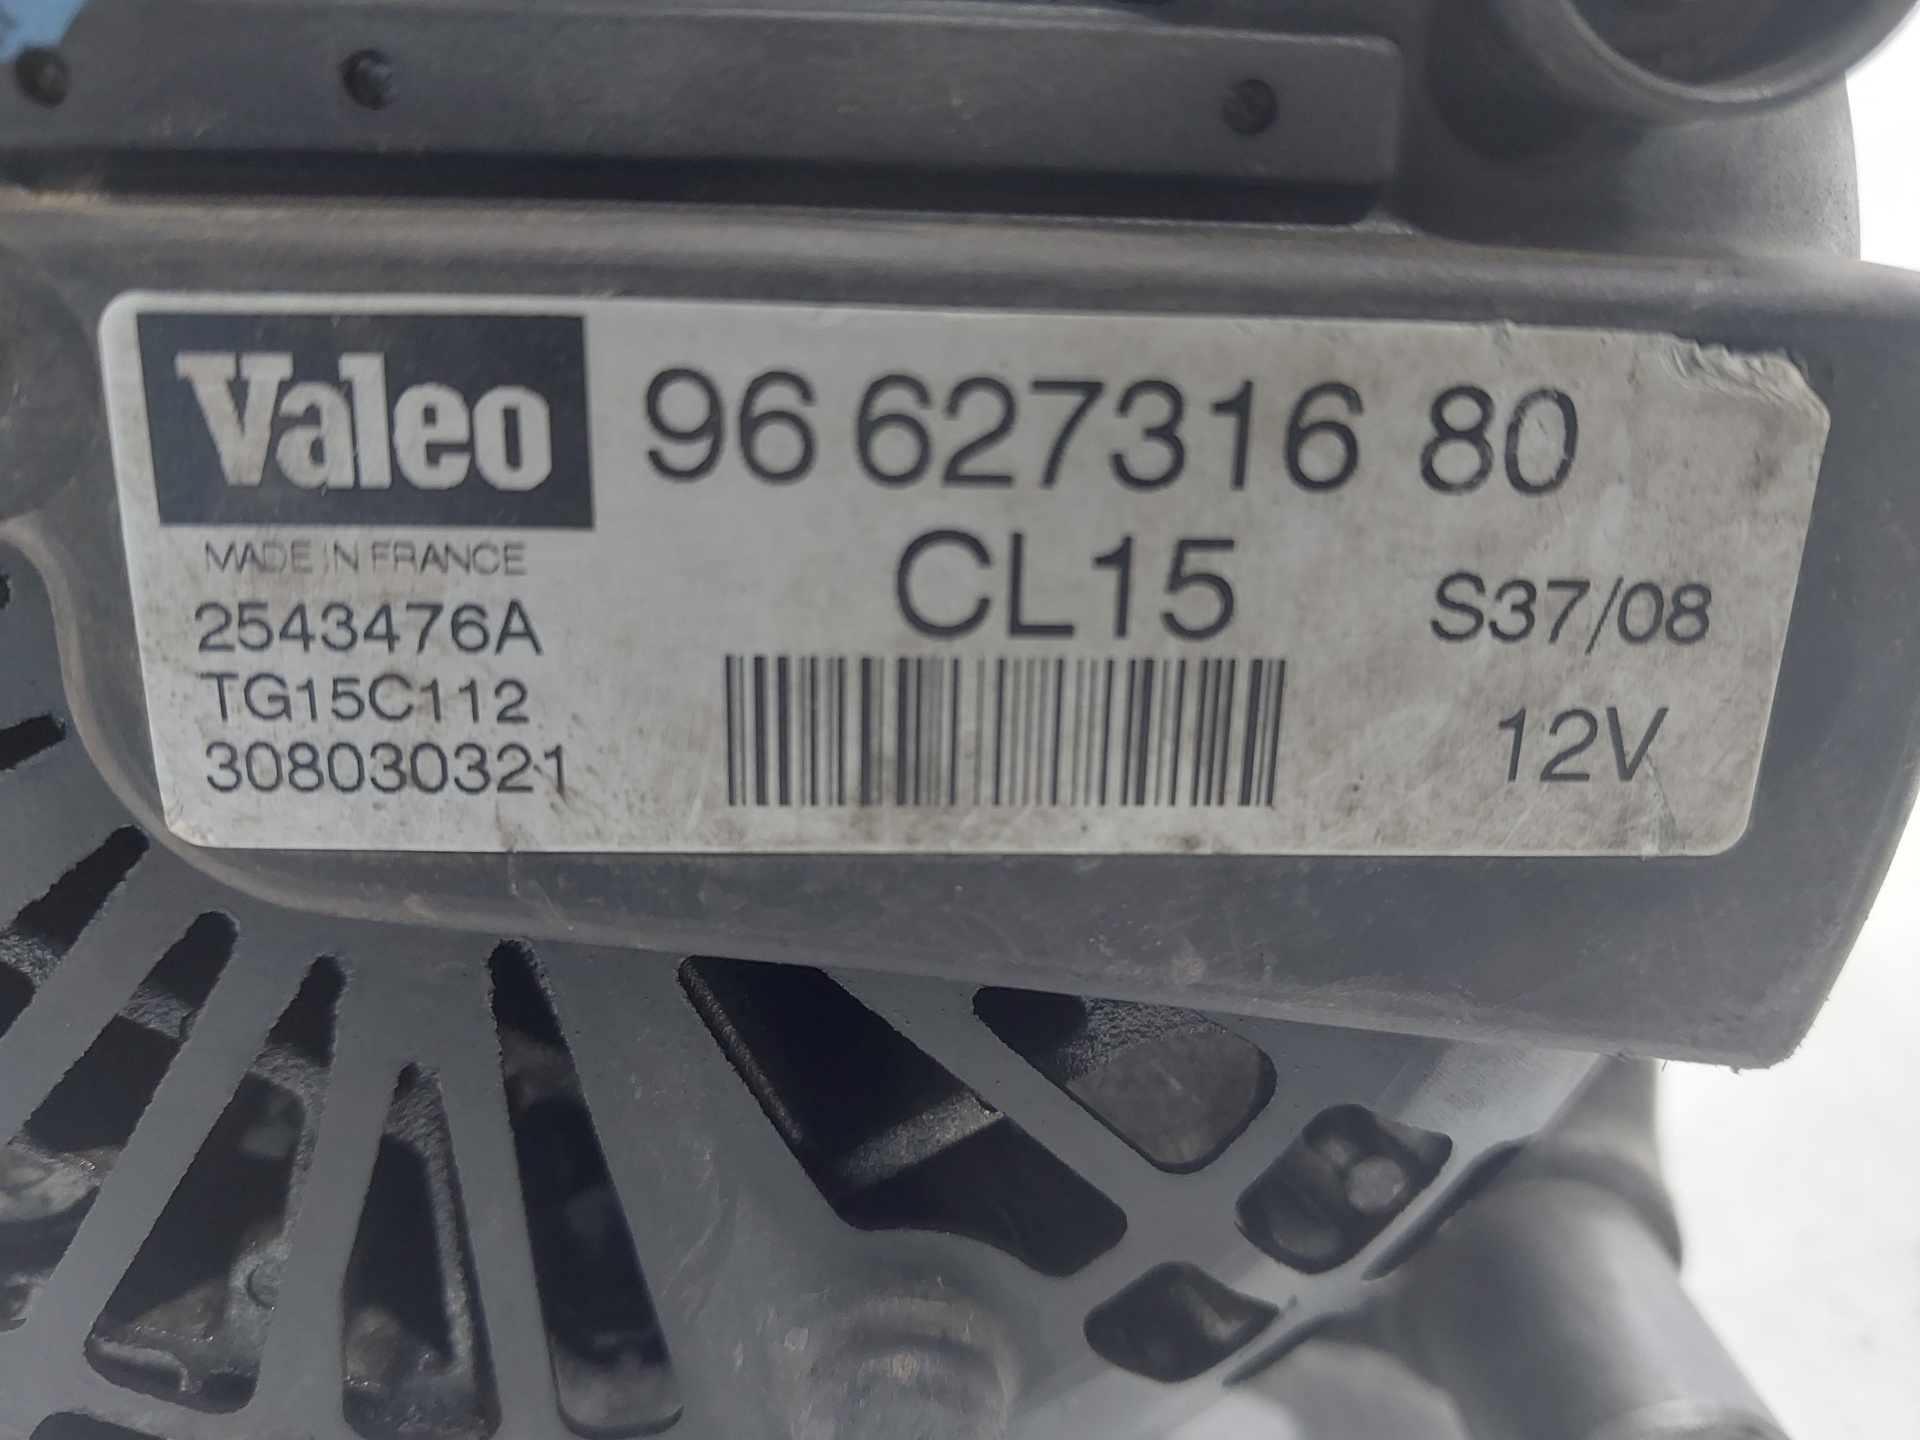 Valeo
96 627316 80
MADE IN FRANCE
CL15
S37/08
2543476A
TG15C112
12V
308030321